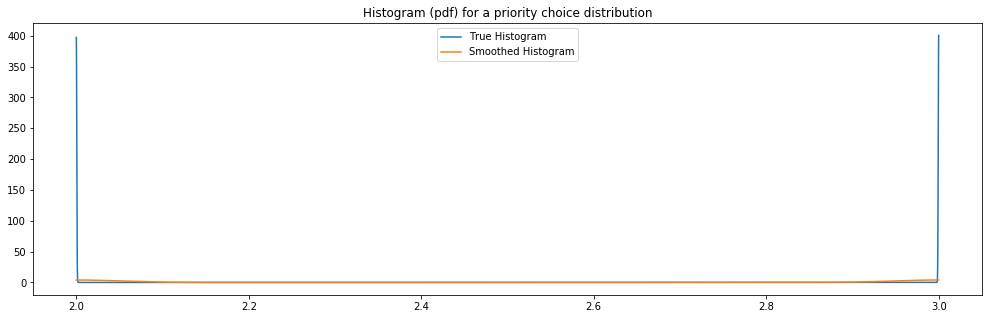 Histogram (pdf) for a priority choice distribution
True Histogram
Smoothed Histogram
400
350
300
250
200
150
100
50
0
2.0 2.2 2.4 2.6 2.8 3.0